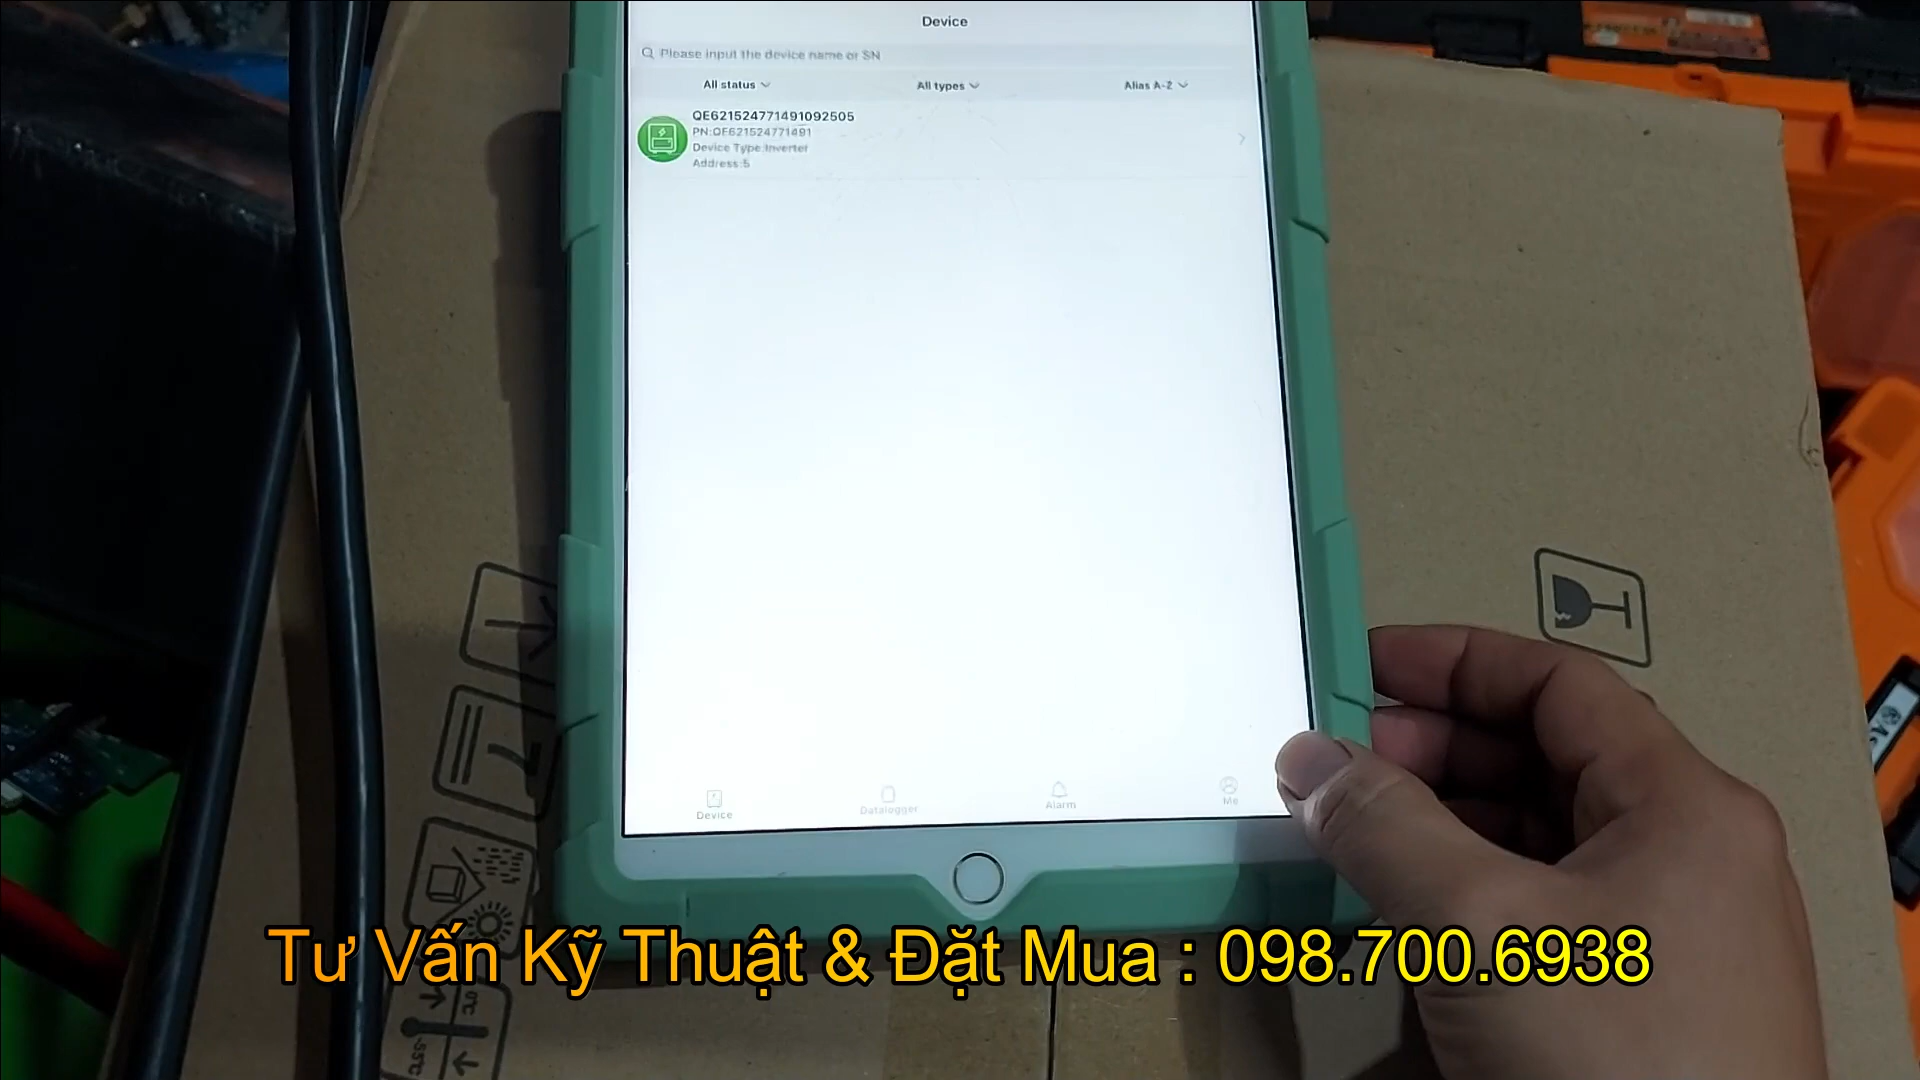 Device
Please input the device name or SN
All status
All types
Alias A-Z
QE621524771491092505
PN:QE621524771491
Device Type:Inverter
Address:5
Device
Datalogger
Alarm
Me
Tư Vấn Kỹ Thuật & Đặt Mua : 098.700.6938